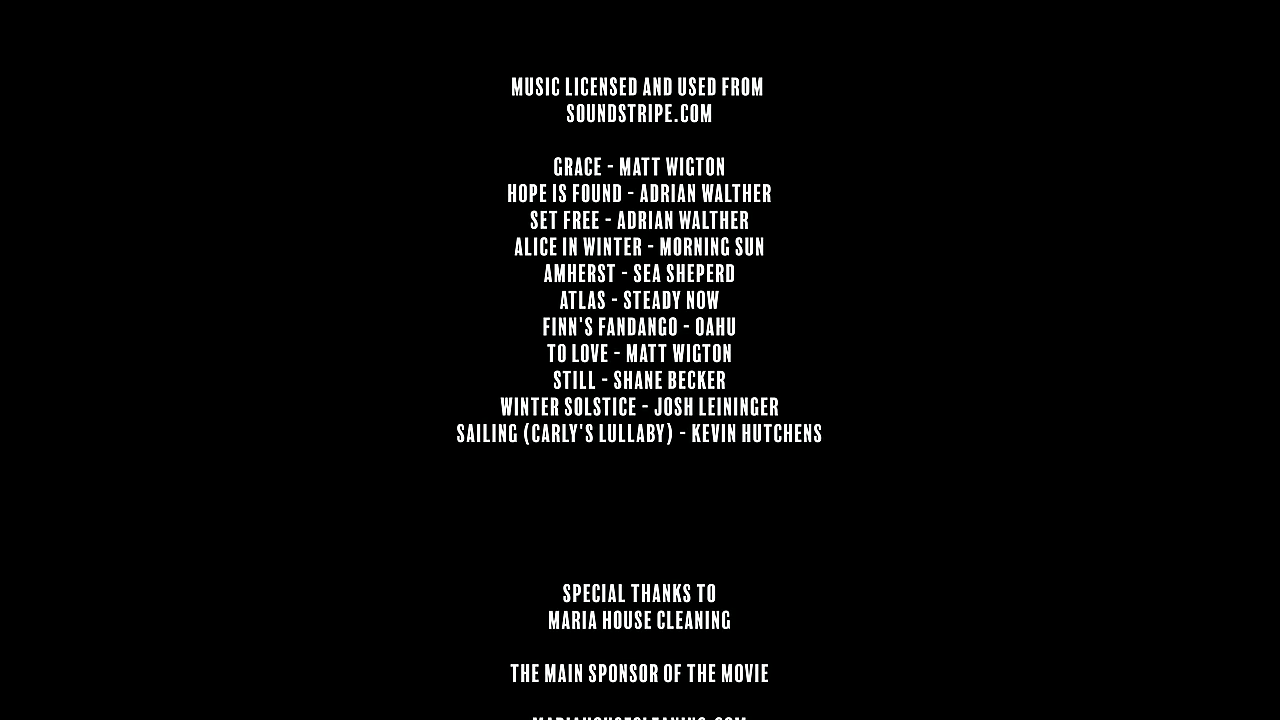 MUSIC LICENSED AND USED FROM
SOUNDSTRIPE.COM
GRACE - MATT WIGTON
HOPE IS FOUND - ADRIAN WALTHER
SET FREE - ADRIAN WALTHER
ALICE IN WINTER - MORNING SUN
AMHERST - SEA SHEPERD
ATLAS - STEADY NOW
FINN'S FANDANGO - OAHU
TO LOVE - MATT WIGTON
STILL - SHANE BECKER
WINTER SOLSTICE - JOSH LEININGER
SAILING (CARLY'S LULLABY) - KEVIN HUTCHENS
SPECIAL THANKS TO
MARIA HOUSE CLEANING
THE MAIN SPONSOR OF THE MOVIE